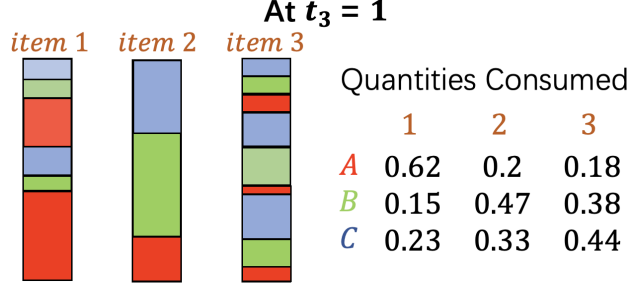 At t₃ = 1
item 1 item 2 item 3
Quantities Consumed
1 2 3
A 0.62 0.2 0.18
B 0.15 0.47 0.38
C 0.23 0.33 0.44